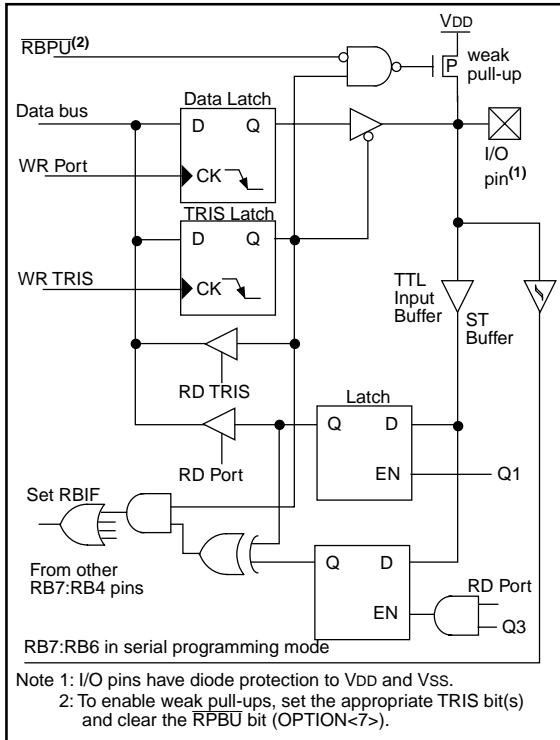 VDD
RBPU(2)
weak
pull-up
P
Data bus
Data Latch
D Q
WR Port
CK
I/O
pin(1)
TRIS Latch
D Q
WR TRIS
CK
TTL
Input
Buffer
ST
Buffer
RD TRIS
Latch
Q D
RD Port
EN
Q1
Set RBIF
From other
RB7:RB4 pins
Q D
RD Port
EN
Q3
RB7:RB6 in serial programming mode
Note 1: I/O pins have diode protection to VDD and VSS.
2: To enable weak pull-ups, set the appropriate TRIS bit(s)
and clear the RPBU bit (OPTION<7>).